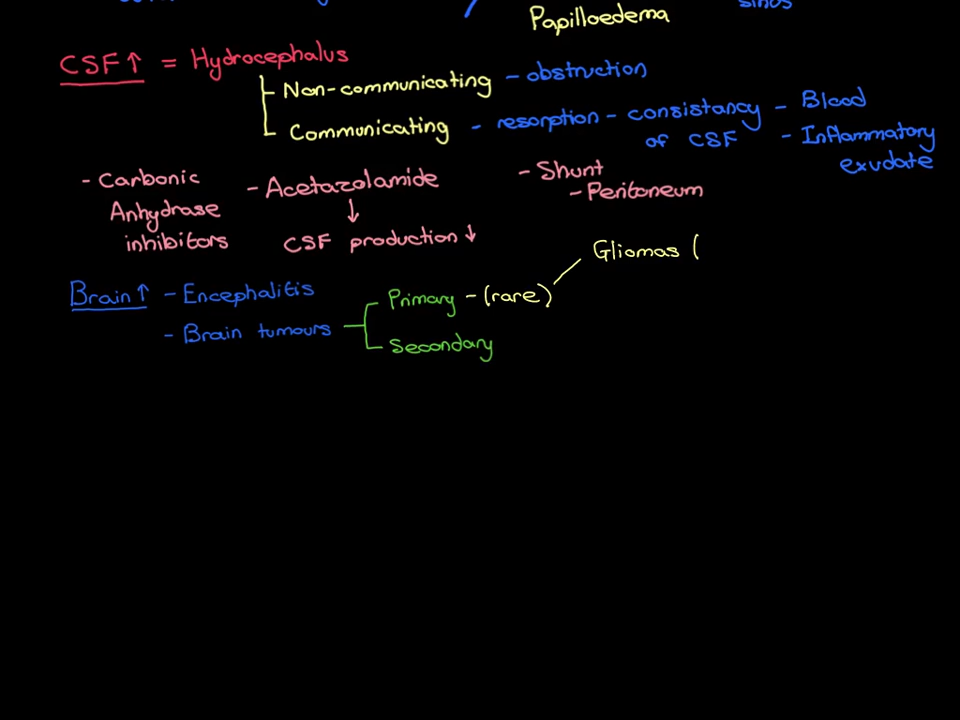 sinus
Papilloedema
CSF↑ = Hydrocephalus
Non-communicating - obstruction
Communicating - resorption - consistancy of CSF
- Blood
- Inflammatory
exudate
- Carbonic
Anhydrase
inhibitors
- Acetazolamide
↓
CSF production ↓
- Shunt
- Peritoneum
Gliomas (
Brain↑ - Encephalitis
- Brain tumours
Primary - (rare)
Secondary